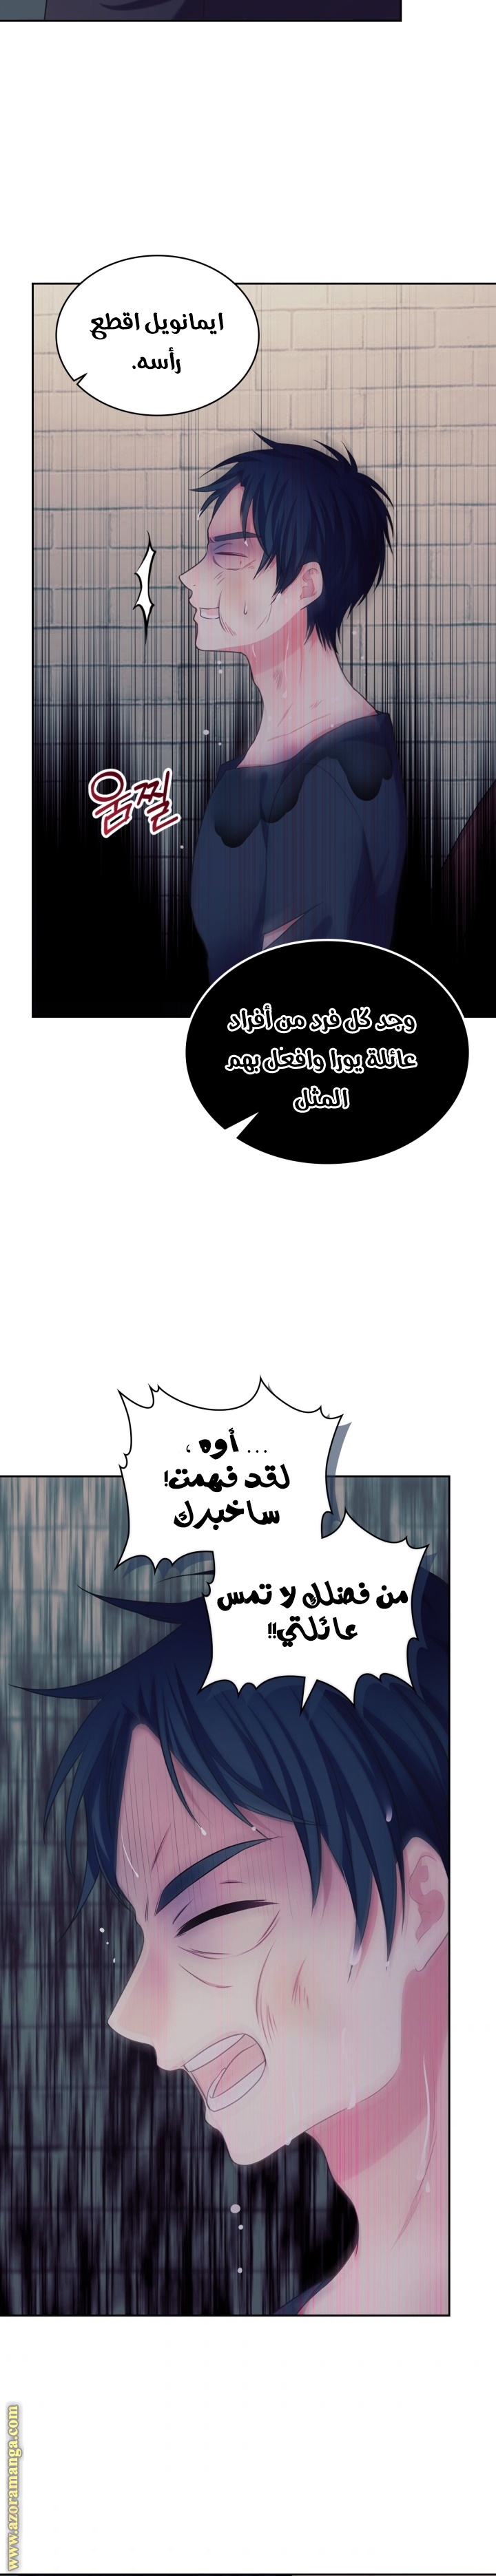 ايمانويل اقطع
رأسه.
움찔
وجد كل فرد من أفراد
عائلة يورا وافعل بهم
المثل
... أوه ،
لقد فهمت!
ساخبرك
من فضلك لا تمس
عائلتي!!
www.azoramanga.com